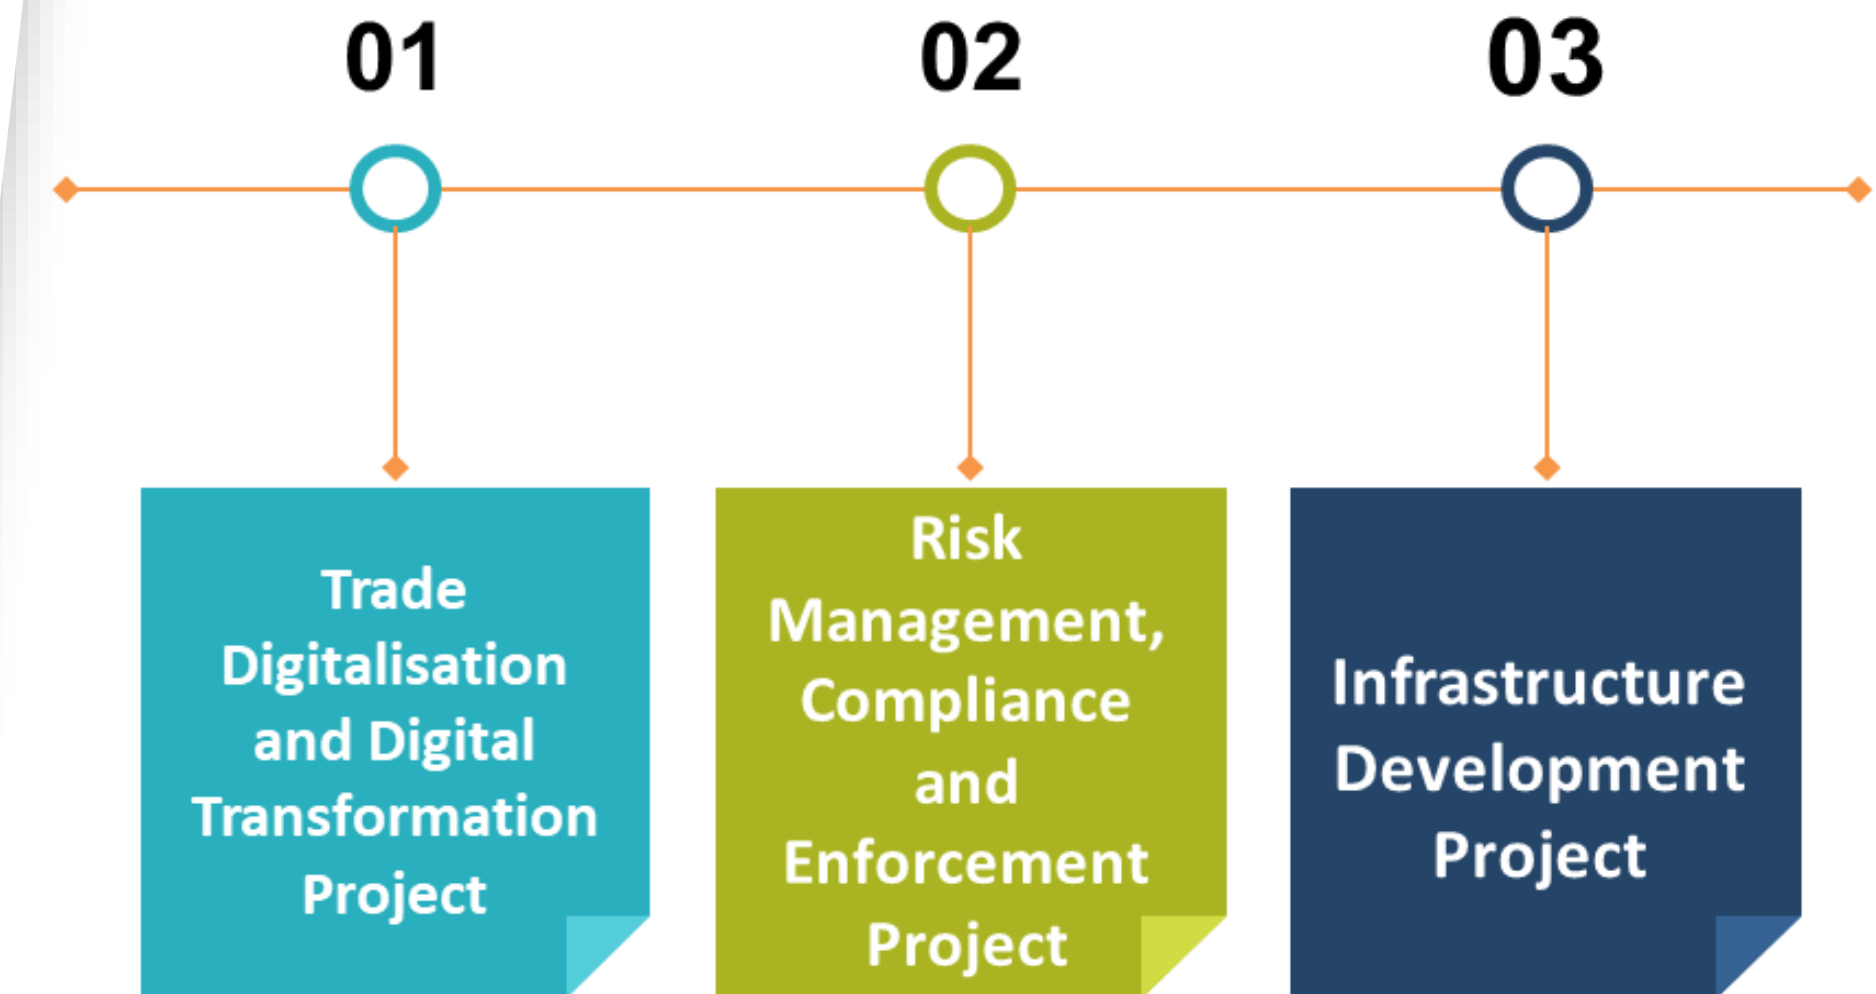 01
02
03
Trade
Digitalisation
and Digital
Transformation
Project
Risk
Management,
Compliance
and
Enforcement
Project
Infrastructure
Development
Project